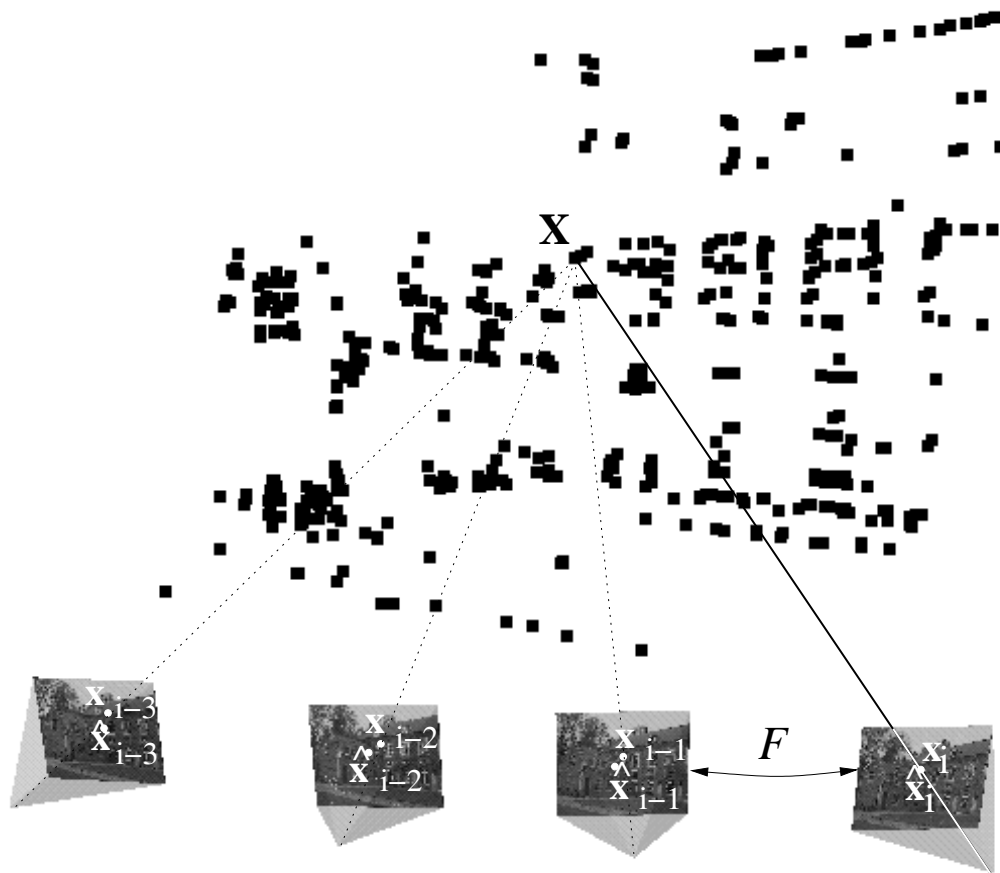 X
F
x i−3
x̂ i−3
x i−2
x̂ i−2
x i−1
x̂ i−1
x i
x̂ i